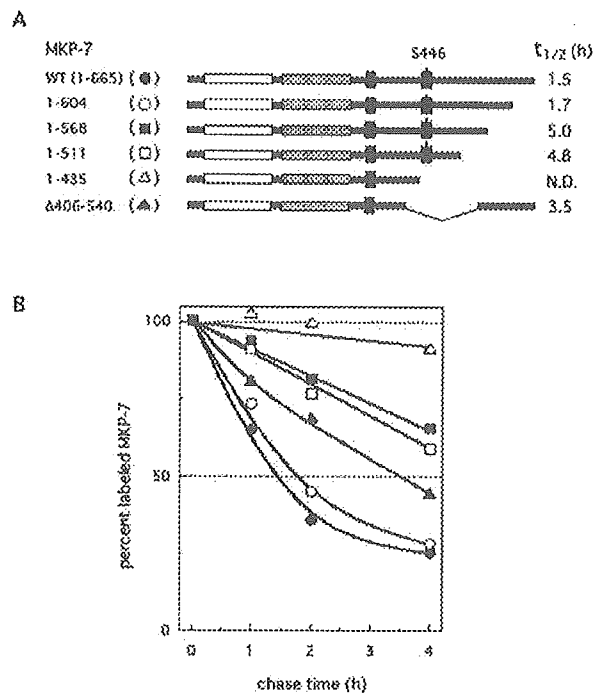 A
MKP-7 S446 t1/2 (h)
WT (1-665) (●) 1.5
1-604 (○) 1.7
1-568 (■) 5.0
1-511 (□) 4.8
1-435 (△) N.D.
Δ406-540 (▲) 3.5
B
100
50
0
percent labeled MKP-7
0 1 2 3 4
chase time (h)